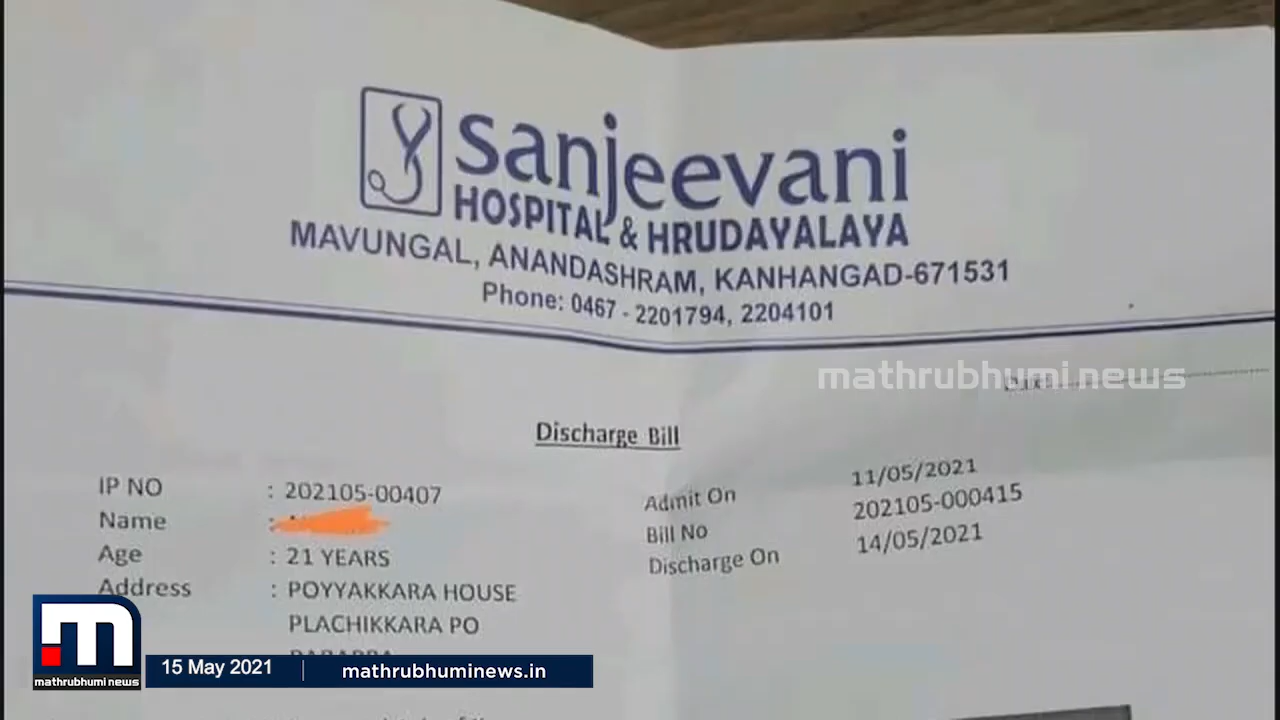 sanjeevani
HOSPITAL & HRUDAYALAYA
MAVUNGAL, ANANDASHRAM, KANHANGAD-671531
Phone: 0467 - 2201794, 2204101
mathrubhumi news
Discharge Bill
IP NO : 202105-00407
Name :
Age : 21 YEARS
Address : POYYAKKARA HOUSE
PLACHIKKARA PO
Admit On 11/05/2021
Bill No 202105-000415
Discharge On 14/05/2021
m
mathrubhumi news
15 May 2021
mathrubhuminews.in